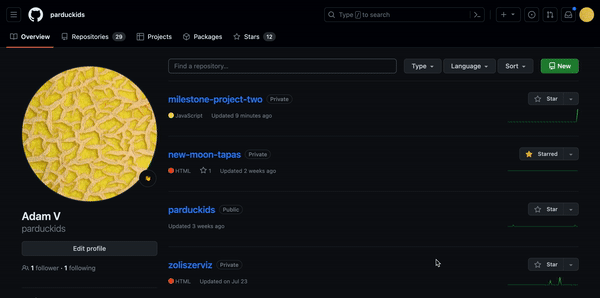 parduckids
Type / to search
Overview
Repositories 29
Projects
Packages
Stars 12
Find a repository...
Type
Language
Sort
New
milestone-project-two Private
Star
JavaScript Updated 9 minutes ago
new-moon-tapas Private
Starred
HTML 1 Updated 2 weeks ago
Adam V
parduckids
Edit profile
1 follower · 1 following
parduckids Public
Star
Updated 3 weeks ago
zoliszerviz Private
Star
HTML Updated on Jul 23